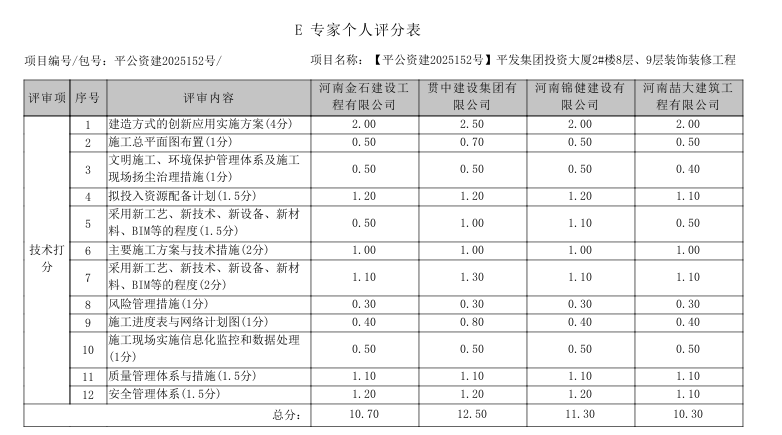 E 专家个人评分表
项目编号/包号: 平公资建2025152号/ 项目名称: 【平公资建2025152号】平发集团投资大厦2#楼8层、9层装饰装修工程
评审项 序号 评审内容 河南金石建设工程有限公司 贯中建设集团有限公司 河南锦健建设有限公司 河南喆大建筑工程有限公司
技术打分
1 建造方式的创新应用实施方案(4分) 2.00 2.50 2.00 2.00
2 施工总平面图布置(1分) 0.50 0.70 0.50 0.50
3 文明施工、环境保护管理体系及施工现场扬尘治理措施(1分) 0.50 0.50 0.50 0.40
4 拟投入资源配备计划(1.5分) 1.20 1.20 1.20 1.10
5 采用新工艺、新技术、新设备、新材料、BIM等的程度(1.5分) 0.50 1.00 1.10 0.50
6 主要施工方案与技术措施(2分) 1.00 1.00 1.00 1.00
7 采用新工艺、新技术、新设备、新材料、BIM等的程度(2分) 1.10 1.30 1.10 1.10
8 风险管理措施(1分) 0.30 0.30 0.30 0.30
9 施工进度表与网络计划图(1分) 0.40 0.80 0.40 0.40
10 施工现场实施信息化监控和数据处理(1分) 0.50 0.50 0.50 0.50
11 质量管理体系与措施(1.5分) 1.10 1.10 1.10 1.10
12 安全管理体系(1.5分) 1.20 1.20 1.20 1.10
总分: 10.70 12.50 11.30 10.30